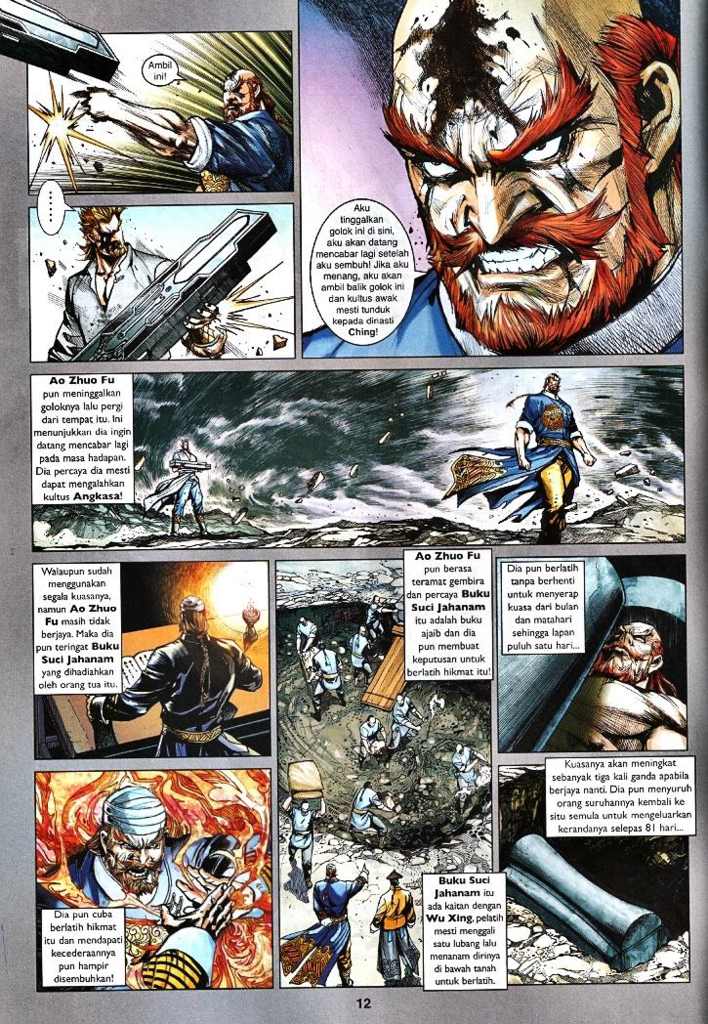 Ambil
ini!
......
Aku
tinggalkan
golok ini di sini,
aku akan datang
mencabar lagi setelah
aku sembuh! Jika aku
menang, aku akan
ambil balik golok ini
dan kultus awak
mesti tunduk
kepada dinasti
Ching!
Ao Zhuo Fu
pun meninggalkan
goloknya lalu pergi
dari tempat itu. Ini
menunjukkan dia ingin
datang mencabar lagi
pada masa hadapan.
Dia percaya dia mesti
dapat mengalahkan
kultus Angkasa!
Walaupun sudah
menggunakan
segala kuasanya,
namun Ao Zhuo
Fu masih tidak
berjaya. Maka dia
pun teringat Buku
Suci Jahanam
yang dihadiahkan
oleh orang tua itu.
Ao Zhuo Fu
pun berasa
teramat gembira
dan percaya Buku
Suci Jahanam
itu adalah buku
ajaib dan dia
pun membuat
keputusan untuk
berlatih hikmat itu!
Dia pun berlatih
tanpa berhenti
untuk menyerap
kuasa dari bulan
dan matahari
sehingga lapan
puluh satu hari...
Dia pun cuba
berlatih hikmat
itu dan mendapati
kecederaannya
pun hampir
disembuhkan!
Buku Suci
Jahanam itu
ada kaitan dengan
Wu Xing, pelatih
mesti menggali
satu lubang lalu
menanam dirinya
di bawah tanah
untuk berlatih.
Kuasanya akan meningkat
sebanyak tiga kali ganda apabila
berjaya nanti. Dia pun menyuruh
orang suruhannya kembali ke
situ semula untuk mengeluarkan
kerandanya selepas 81 hari...
12